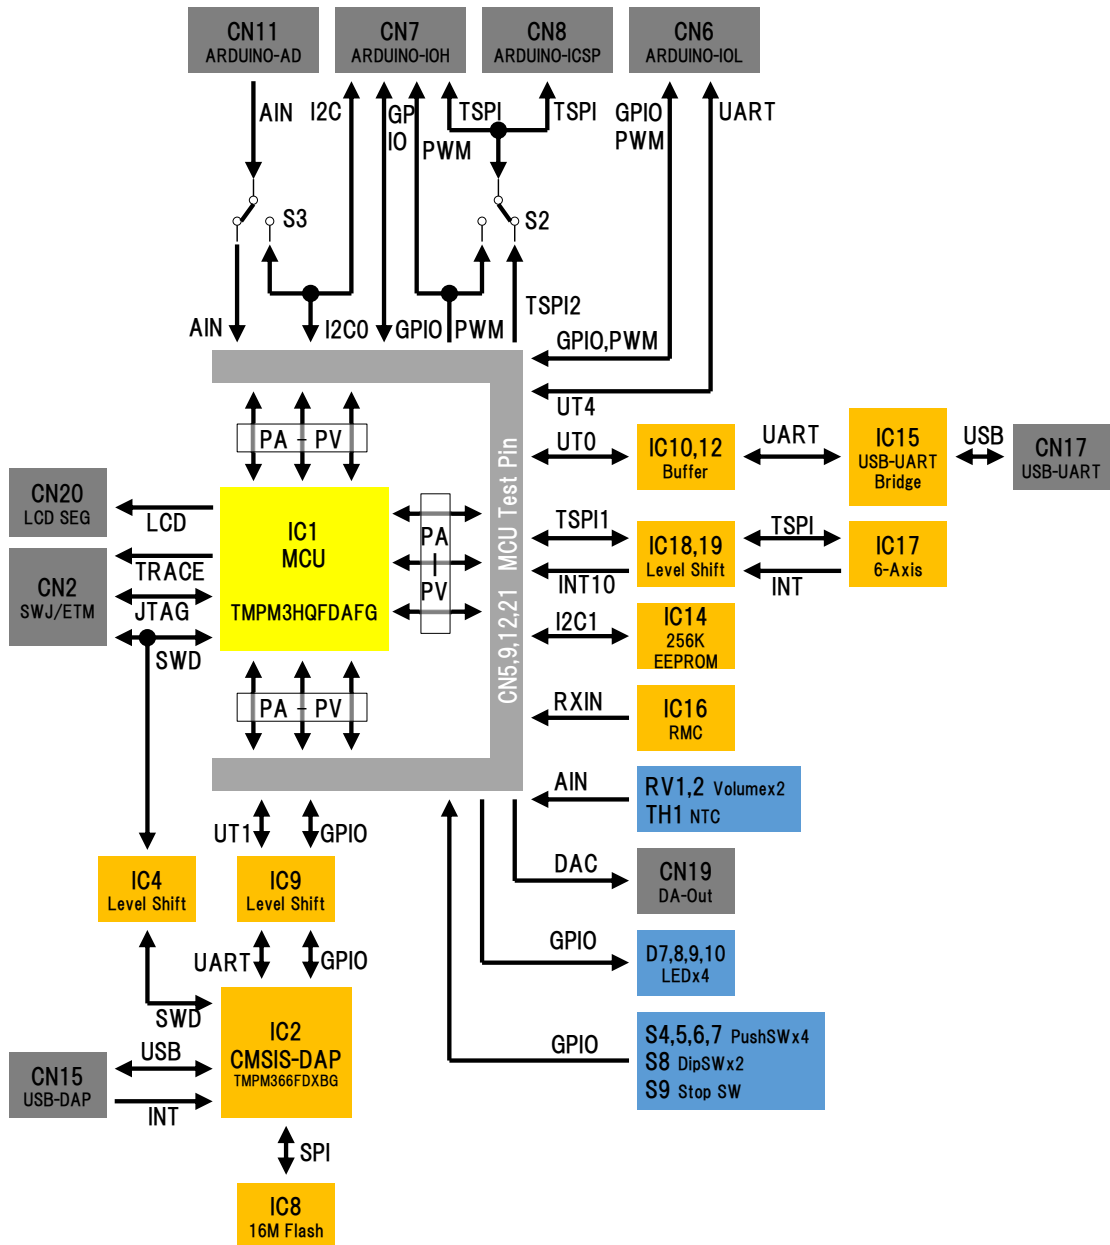 CN11
ARDUINO-AD
CN7
ARDUINO-IOH
CN8
ARDUINO-ICSP
CN6
ARDUINO-IOL
AIN
I2C
GP
IO
PWM
TSPI
TSPI
GPIO
PWM
UART
S3
S2
AIN
I2C0
GPIO
PWM
TSPI2
GPIO,PWM
UT4
PA - PV
UT0
IC10,12
Buffer
UART
IC15
USB-UART
Bridge
USB
CN17
USB-UART
CN20
LCD SEG
LCD
IC1
MCU
TMPM3HQFDAFG
PA
|
PV
CN5,9,12,21 MCU Test Pin
TSPI1
INT10
IC18,19
Level Shift
TSPI
INT
IC17
6-Axis
CN2
SWJ/ETM
TRACE
JTAG
SWD
I2C1
IC14
256K
EEPROM
PA - PV
RXIN
IC16
RMC
AIN
RV1,2 Volumex2
TH1 NTC
UT1
GPIO
DAC
CN19
DA-Out
IC4
Level Shift
IC9
Level Shift
GPIO
D7,8,9,10
LEDx4
UART
GPIO
SWD
IC2
CMSIS-DAP
TMPM366FDXBG
GPIO
S4,5,6,7 PushSWx4
S8 DipSWx2
S9 Stop SW
CN15
USB-DAP
USB
INT
SPI
IC8
16M Flash